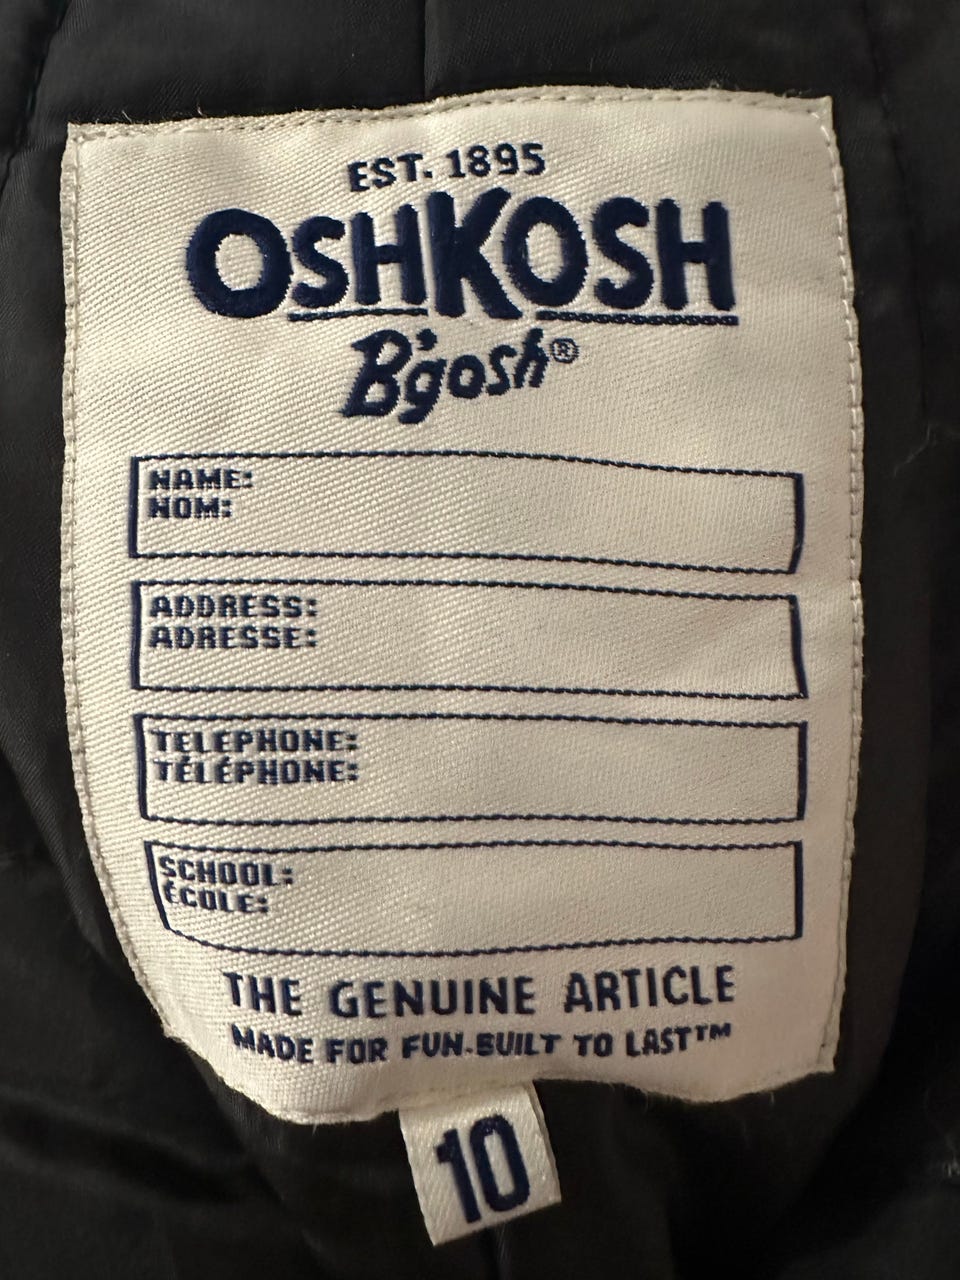 EST. 1895
OSHKOSH
B'gosh®
NAME:
NOM:
ADDRESS:
ADRESSE:
TELEPHONE:
TÉLÉPHONE:
SCHOOL:
ÉCOLE:
THE GENUINE ARTICLE
MADE FOR FUN.BUILT TO LAST™
10